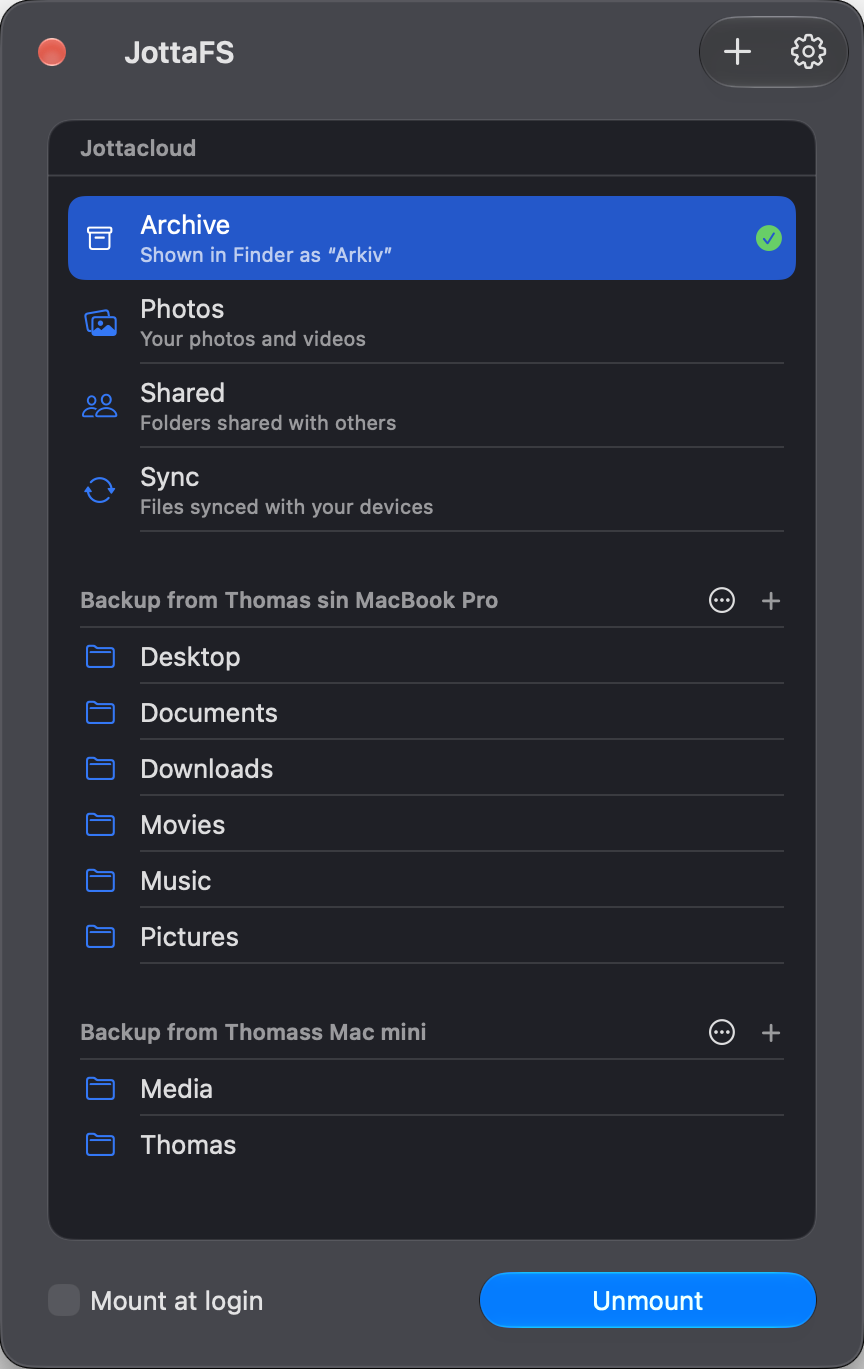 JottaFS
Jottacloud
Archive
Shown in Finder as “Arkiv”
Photos
Your photos and videos
Shared
Folders shared with others
Sync
Files synced with your devices
Backup from Thomas sin MacBook Pro
Desktop
Documents
Downloads
Movies
Music
Pictures
Backup from Thomass Mac mini
Media
Thomas
Mount at login
Unmount